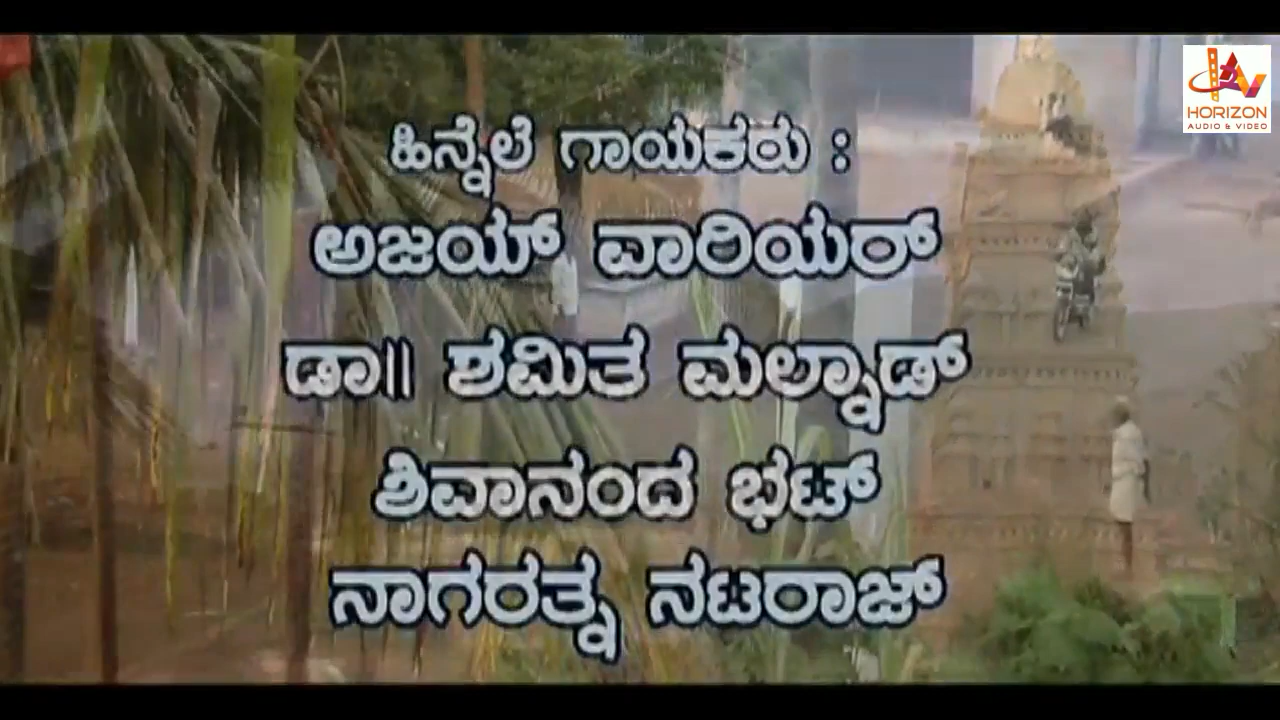 HORIZON
AUDIO & VIDEO
ಹಿನ್ನೆಲೆ ಗಾಯಕರು :
ಅಜಯ್ ವಾರಿಯರ್
ಡಾ|| ಶಮಿತ ಮಲ್ನಾಡ್
ಶಿವಾನಂದ ಭಟ್
ನಾಗರತ್ನ ನಟರಾಜ್